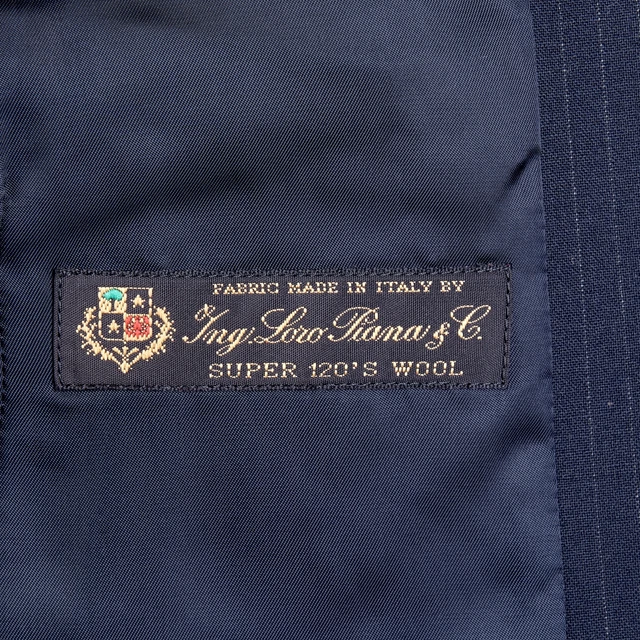 FABRIC MADE IN ITALY BY
Ing. Loro Piana & C.
SUPER 120'S WOOL